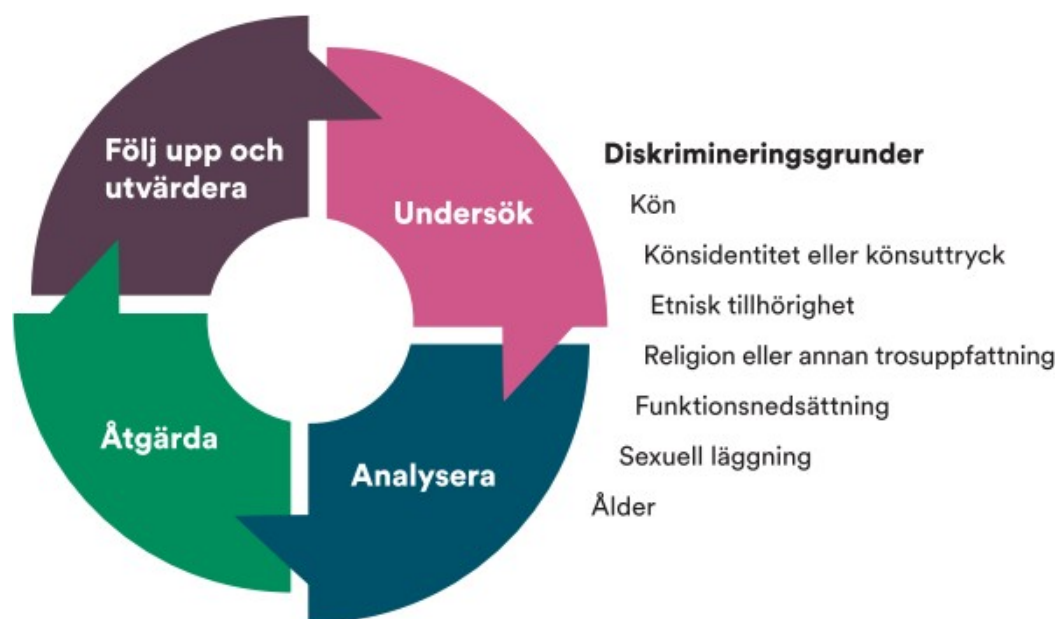 Följ upp och
utvärdera
Undersök
Åtgärda
Analysera
Diskrimineringsgrunder
Kön
Könsidentitet eller könsuttryck
Etnisk tillhörighet
Religion eller annan trosuppfattning
Funktionsnedsättning
Sexuell läggning
Ålder